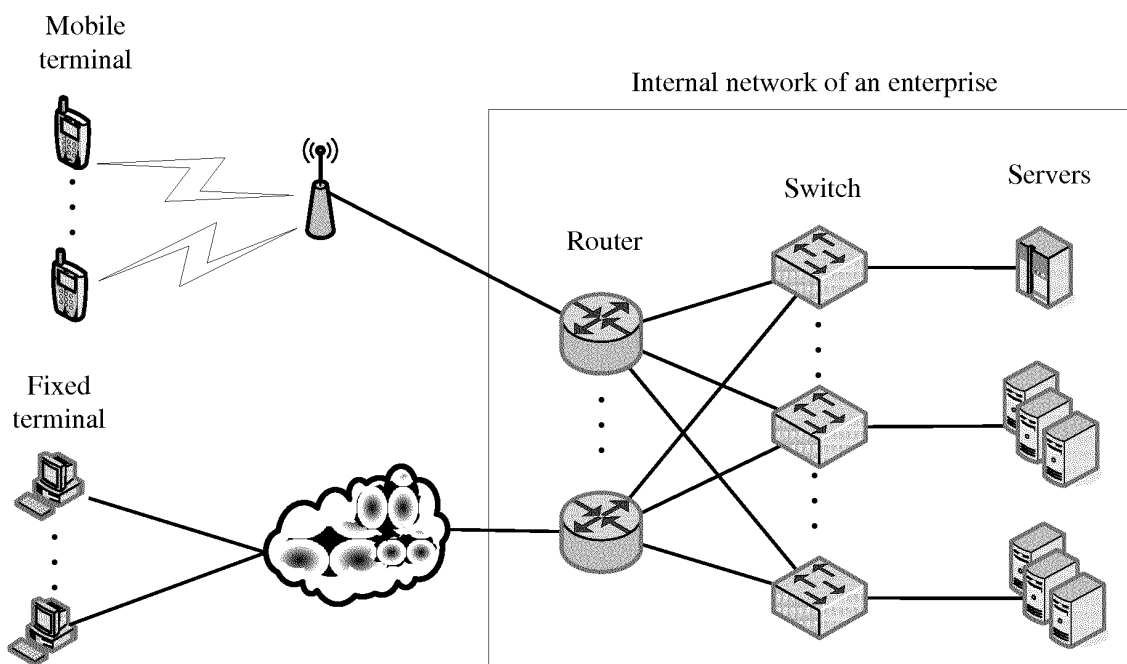 Mobile
terminal
Internal network of an enterprise
Switch
Servers
Router
Fixed
terminal